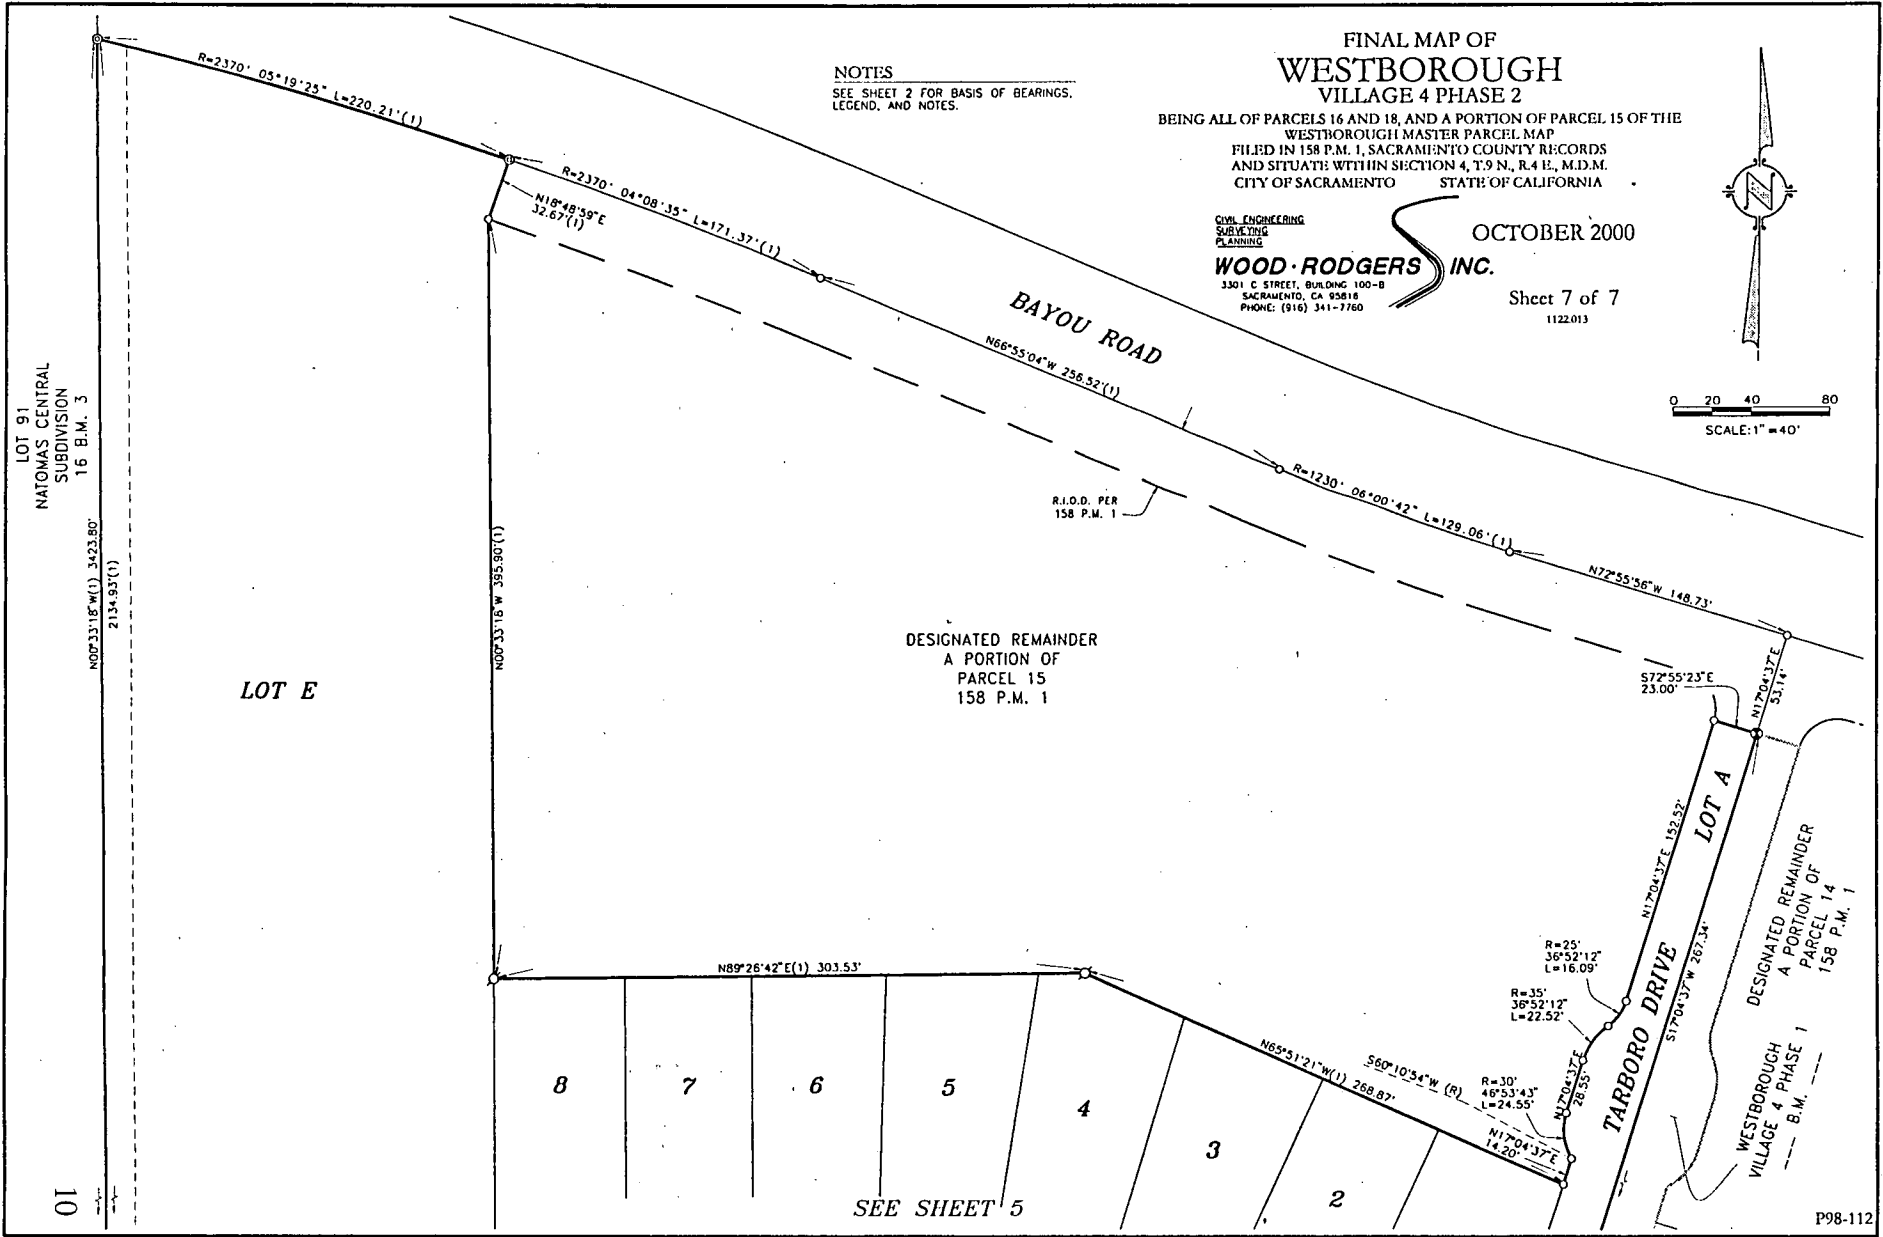 FINAL MAP OF
WESTBOROUGH
VILLAGE 4 PHASE 2
BEING ALL OF PARCELS 16 AND 18, AND A PORTION OF PARCEL 15 OF THE
WESTBOROUGH MASTER PARCEL MAP
FILED IN 158 P.M. 1, SACRAMENTO COUNTY RECORDS
AND SITUATE WITHIN SECTION 4, T.9 N., R.4 E., M.D.M.
CITY OF SACRAMENTO STATE OF CALIFORNIA
CIVIL ENGINEERING
SURVEYING
PLANNING
WOOD·RODGERS INC.
3301 C STREET, BUILDING 100-B
SACRAMENTO, CA 95816
PHONE: (916) 341-7760
OCTOBER 2000
Sheet 7 of 7
1122.013
N
0 20 40 80
SCALE: 1"=40'
NOTES
SEE SHEET 2 FOR BASIS OF BEARINGS,
LEGEND, AND NOTES.
R=2370' 05°19'25" L=220.21'(1)
N18°48'59"E
32.67'(1)
R=2370' 04°08'35" L=171.37'(1)
BAYOU ROAD
N66°55'04"W 256.52'(1)
R.I.O.D. PER
158 P.M. 1
R=1230' 06°00'42" L=129.06'(1)
N72°55'56"W 148.73'
S72°55'23"E
23.00'
N17°04'37"E
53.14'
LOT 91
NATOMAS CENTRAL
SUBDIVISION
16 B.M. 3
N00°33'18"W(1) 3423.80'
2134.93'(1)
LOT E
N00°33'18"W 395.90'(1)
DESIGNATED REMAINDER
A PORTION OF
PARCEL 15
158 P.M. 1
N17°04'37"E 152.52'
LOT A
TARBORO DRIVE
S17°04'37"W 267.34'
DESIGNATED REMAINDER
A PORTION OF
PARCEL 14
158 P.M. 1
WESTBOROUGH
VILLAGE 4 PHASE 1
B.M.
N89°26'42"E(1) 303.53'
R=25'
36°52'12"
L=16.09'
R=35'
36°52'12"
L=22.52'
N17°04'37"E
28.55'
R=30'
46°53'43"
L=24.55'
N65°51'21"W(1) 268.87'
S60°10'54"W (R)
N17°04'37"E
14.20'
8
7
6
5
4
3
2
SEE SHEET 5
10
P98-112